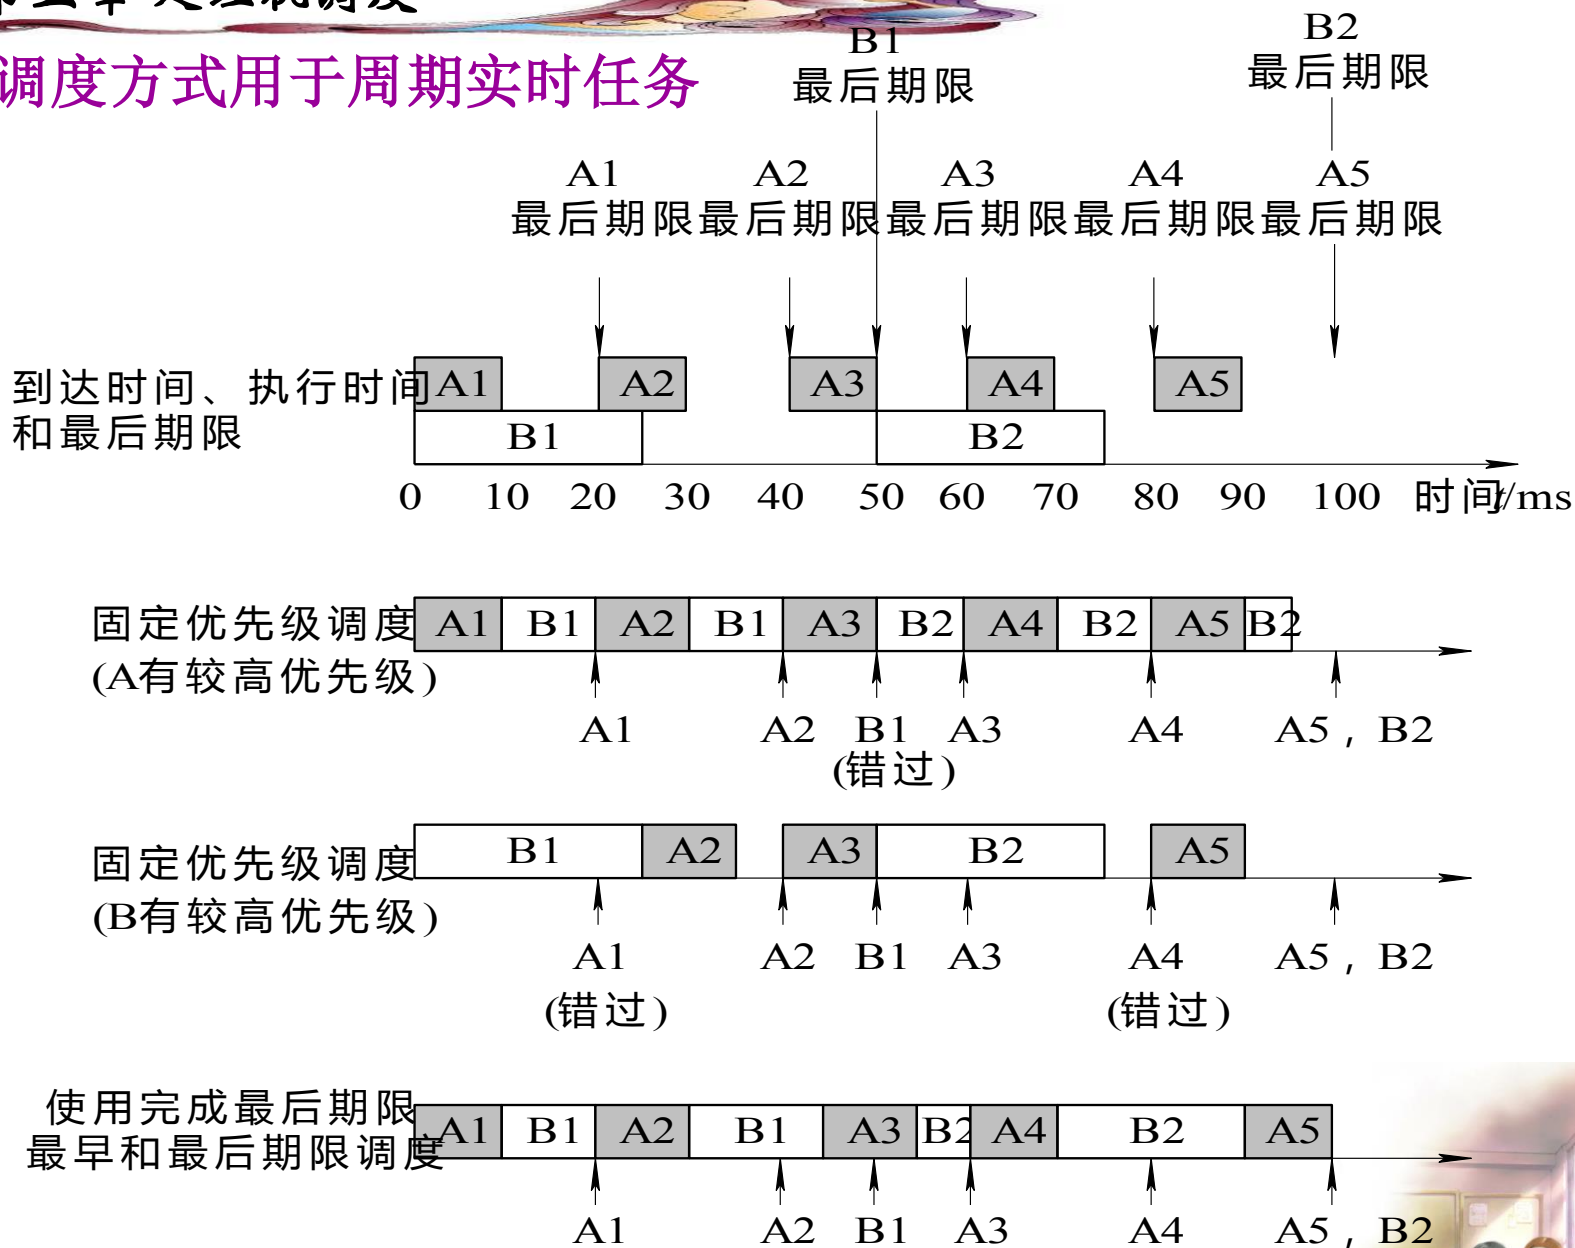 调度方式用于周期实时任务
B1
最后期限
B2
最后期限
A1 A2 A3 A4 A5
最后期限 最后期限 最后期限 最后期限 最后期限
到达时间、执行时间
和最后期限
A1 A2 A3 A4 A5
B1 B2
0 10 20 30 40 50 60 70 80 90 100 时间t/ms
固定优先级调度
(A有较高优先级)
A1 B1 A2 B1 A3 B2 A4 B2 A5 B2
A1 A2 B1 A3 A4 A5, B2
(错过)
固定优先级调度
(B有较高优先级)
B1 A2 A3 B2 A5
A1 A2 B1 A3 A4 A5, B2
(错过) (错过)
使用完成最后期限
最早和最后期限调度
A1 B1 A2 B1 A3 B2 A4 B2 A5
A1 A2 B1 A3 A4 A5, B2